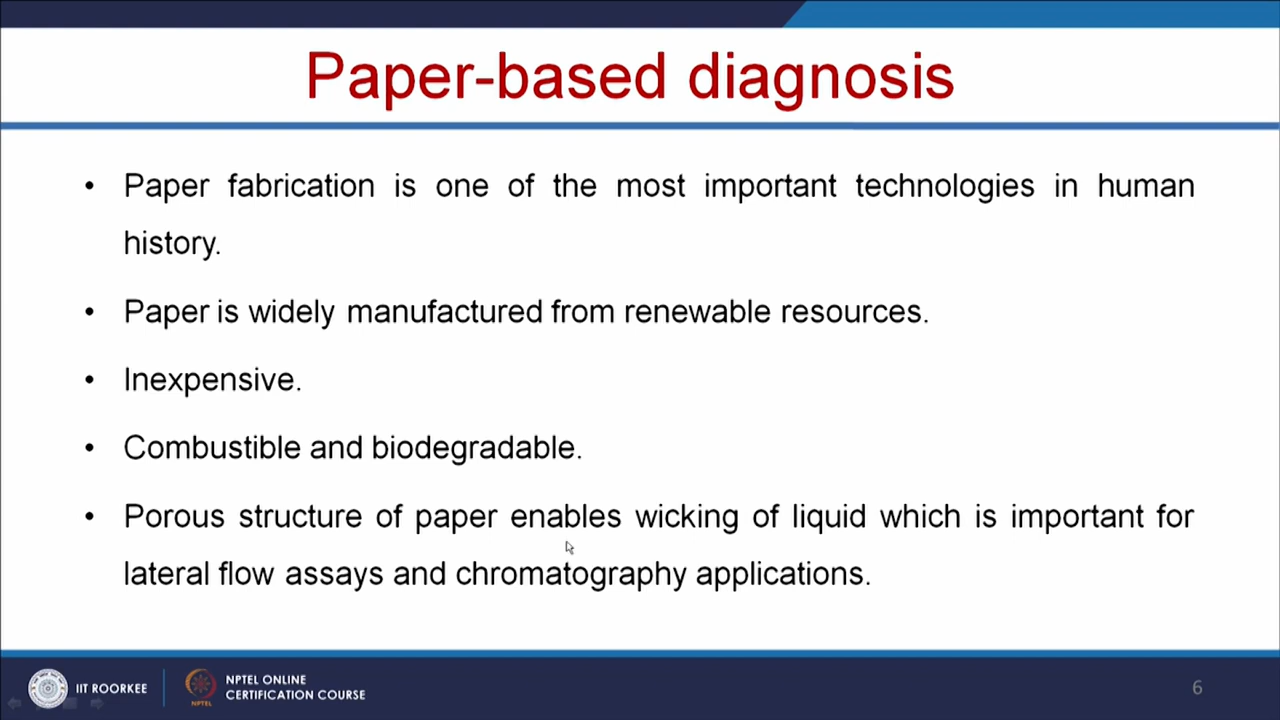 Paper-based diagnosis
• Paper fabrication is one of the most important technologies in human
history.
• Paper is widely manufactured from renewable resources.
• Inexpensive.
• Combustible and biodegradable.
• Porous structure of paper enables wicking of liquid which is important for
lateral flow assays and chromatography applications.
IIT ROORKEE
NPTEL
NPTEL ONLINE
CERTIFICATION COURSE
6